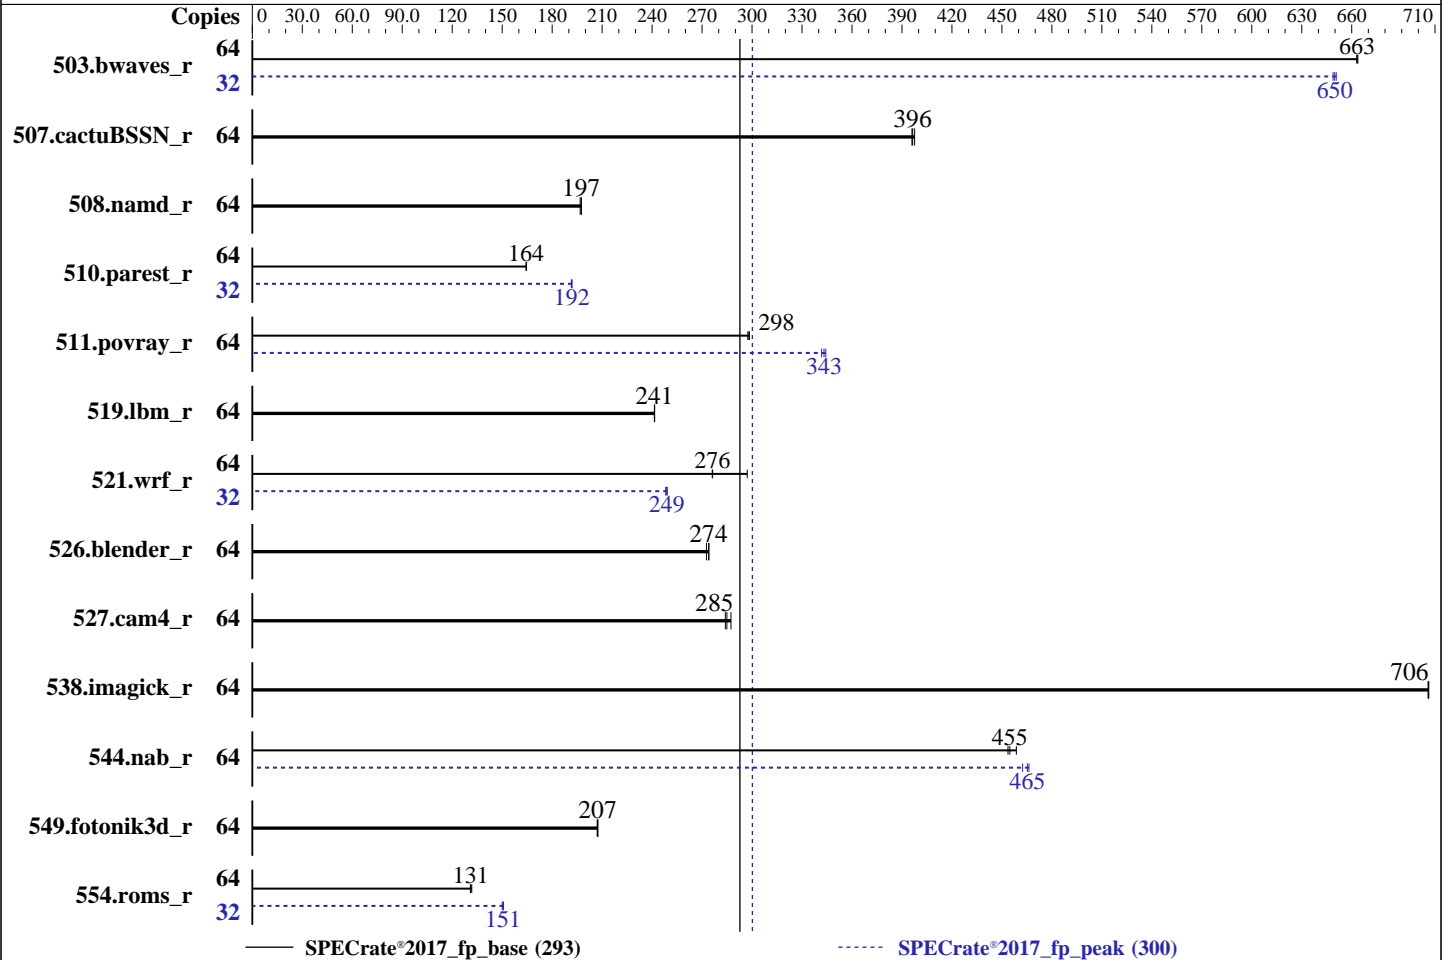 Copies 0 30.0 60.0 90.0 120 150 180 210 240 270 300 330 360 390 420 450 480 510 540 570 600 630 660 710
503.bwaves_r 64 663
32 650
507.cactuBSSN_r 64 396
508.namd_r 64 197
510.parest_r 64 164
32 192
511.povray_r 64 298
343
519.lbm_r 64 241
521.wrf_r 64 276
32 249
526.blender_r 64 274
527.cam4_r 64 285
538.imagick_r 64 706
544.nab_r 64 455
465
549.fotonik3d_r 64 207
554.roms_r 64 131
32 151
SPECrate®2017_fp_base (293) SPECrate®2017_fp_peak (300)